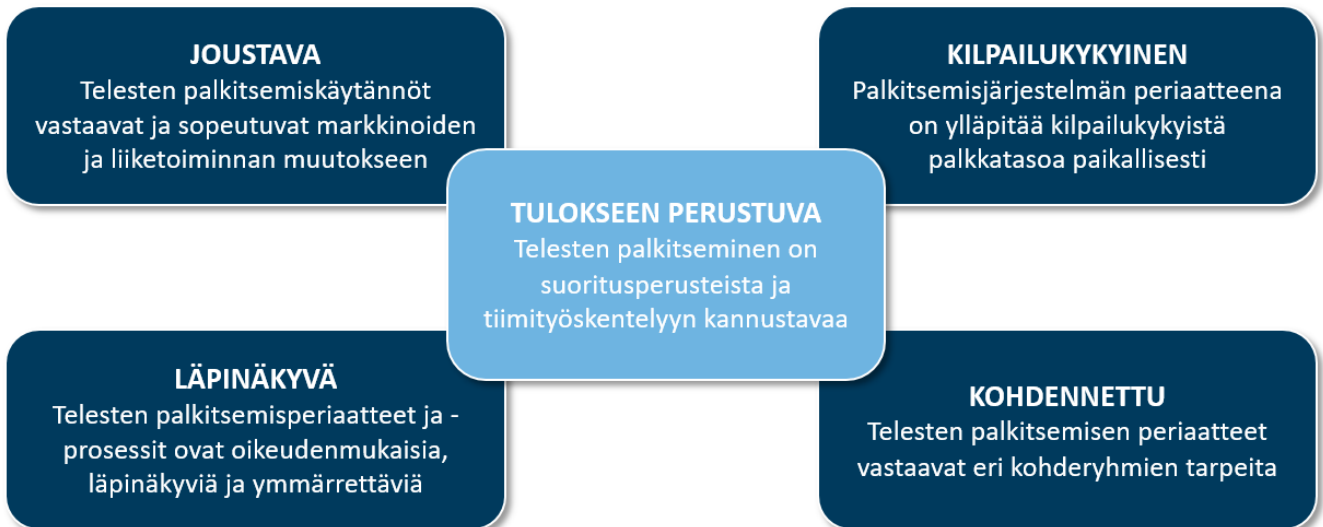 JOUSTAVA
Telesten palkitsemiskäytännöt
vastaavat ja sopeutuvat markkinoiden
ja liiketoiminnan muutokseen
KILPAILUKYKYINEN
Palkitsemisjärjestelmän periaatteena
on ylläpitää kilpailukykyistä
palkkatasoa paikallisesti
TULOKSEEN PERUSTUVA
Telesten palkitseminen on
suoritusperusteista ja
tiimityöskentelyyn kannustavaa
LÄPINÄKYVÄ
Telesten palkitsemisperiaatteet ja -
prosessit ovat oikeudenmukaisia,
läpinäkyviä ja ymmärrettäviä
KOHDENNETTU
Telesten palkitsemisen periaatteet
vastaavat eri kohderyhmien tarpeita